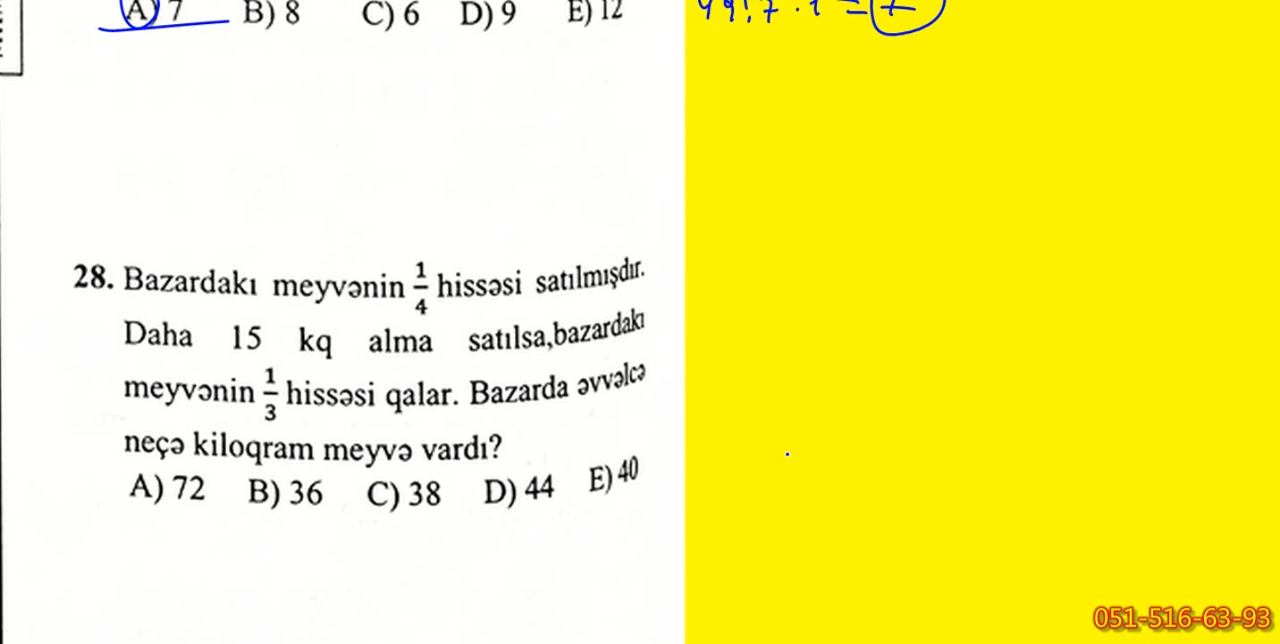 A) 7 B) 8 C) 6 D) 9 E) 12
28. Bazardakı meyvənin 1/4 hissəsi satılmışdır.
Daha 15 kq alma satılsa,bazardakı
meyvənin 1/3 hissəsi qalar. Bazarda əvvəlcə
neçə kiloqram meyvə vardı?
A) 72 B) 36 C) 38 D) 44 E) 40
051-516-63-93